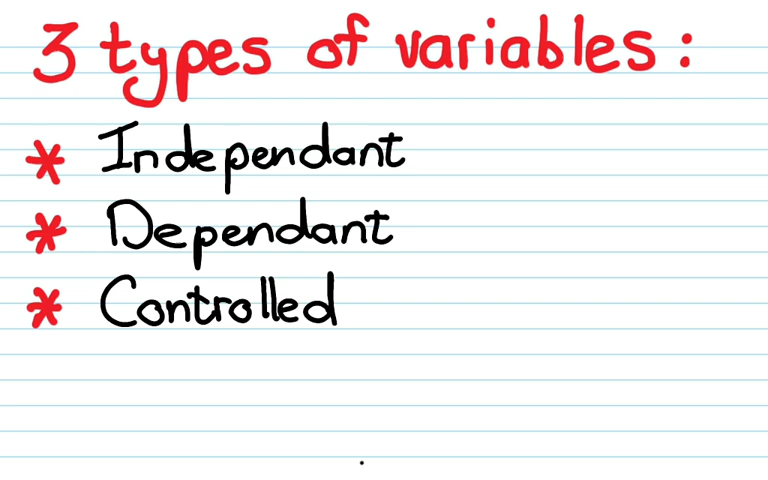 3 types of variables :
* Independant
* Dependant
* Controlled